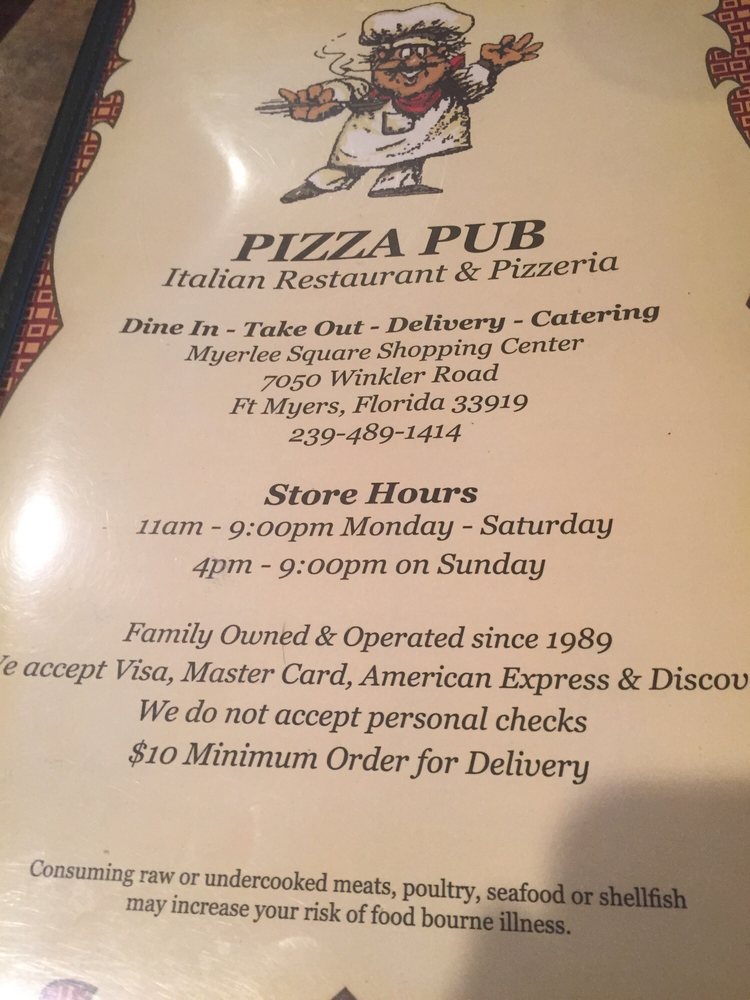 PIZZA PUB
Italian Restaurant & Pizzeria
Dine In - Take Out - Delivery - Catering
Myerlee Square Shopping Center
7050 Winkler Road
Ft Myers, Florida 33919
239-489-1414
Store Hours
11am - 9:00pm Monday - Saturday
4pm - 9:00pm on Sunday
Family Owned & Operated since 1989
e accept Visa, Master Card, American Express & Discov
We do not accept personal checks
$10 Minimum Order for Delivery
Consuming raw or undercooked meats, poultry, seafood or shellfish
may increase your risk of food bourne illness.